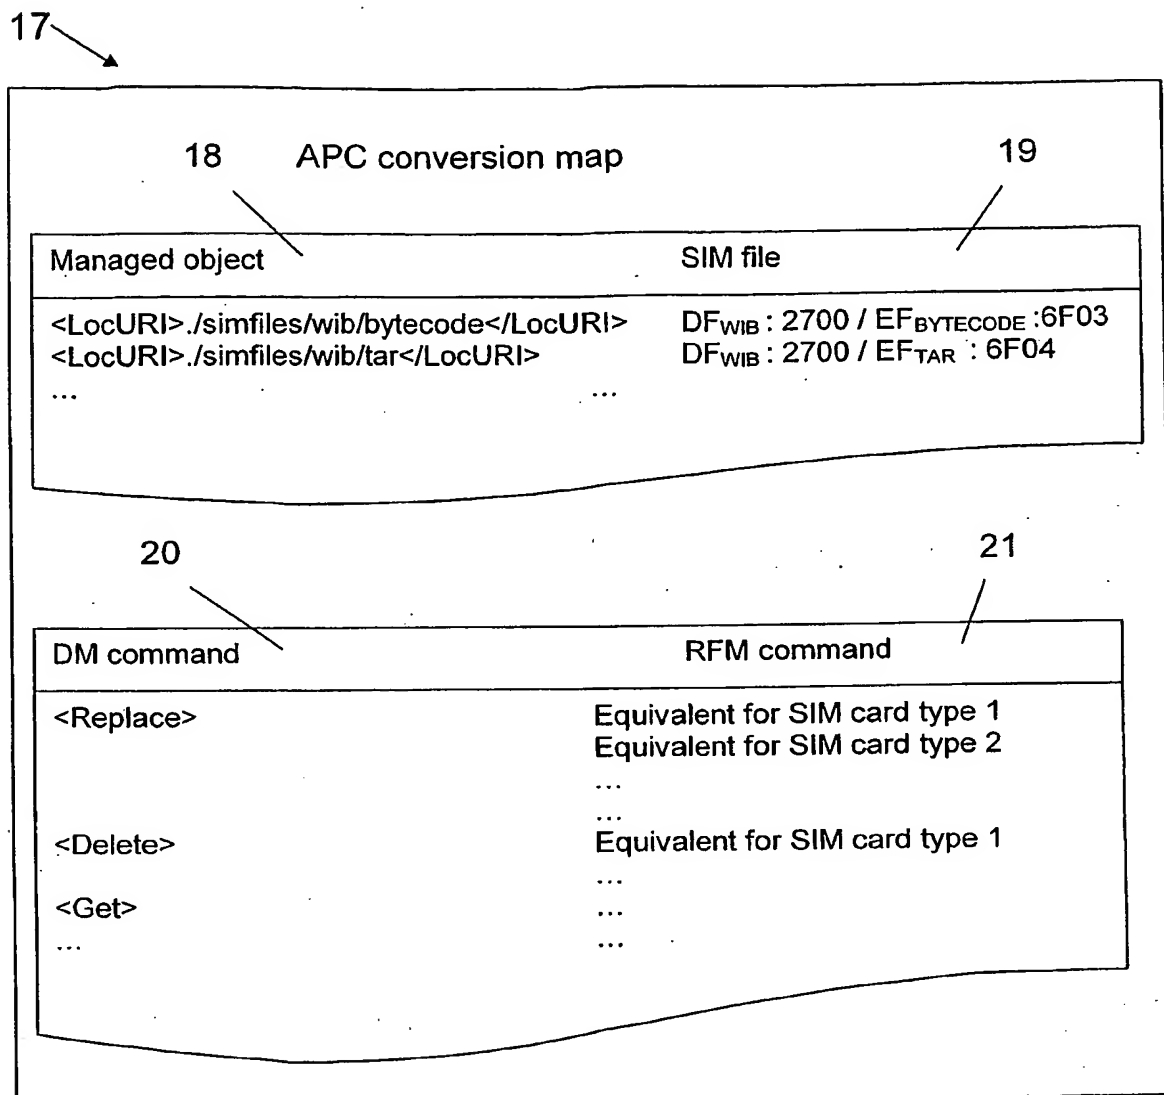 17
18 APC conversion map 19
Managed object SIM file
<LocURI>./simfiles/wib/bytecode</LocURI> DFWIB : 2700 / EFBYTECODE :6F03
<LocURI>./simfiles/wib/tar</LocURI> DFWIB : 2700 / EFTAR : 6F04
... ...
20 21
DM command RFM command
<Replace> Equivalent for SIM card type 1
Equivalent for SIM card type 2
...
...
<Delete> Equivalent for SIM card type 1
...
<Get> ...
... ...